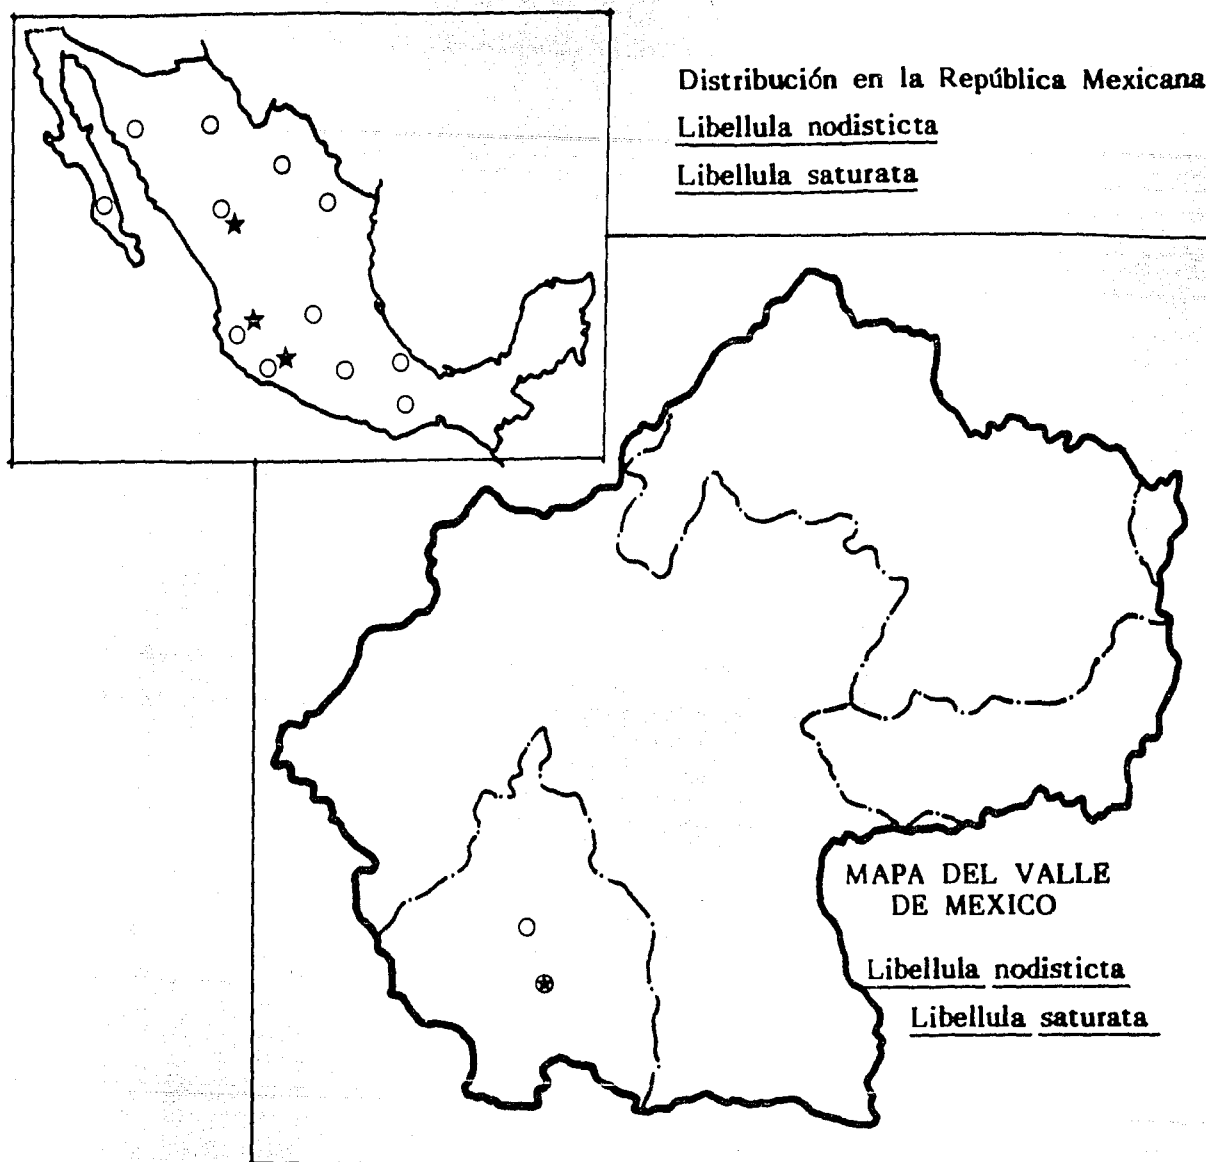 Distribución en la República Mexicana
Libellula nodisticta
Libellula saturata
MAPA DEL VALLE
DE MEXICO
Libellula nodisticta
Libellula saturata